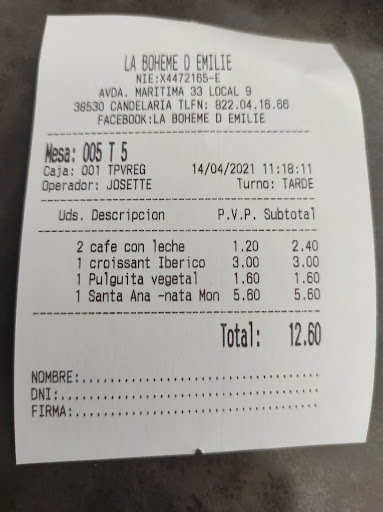 LA BOHEME D EMILIE
NIE:X4472165-E
AVDA. MARITIMA 33 LOCAL 9
38530 CANDELARIA TLFN: 822.04.16.66
FACEBOOK:LA BOHEME D EMILIE
Mesa: 005 T 5
Caja: 001 TPVREG 14/04/2021 11:18:11
Operador: JOSETTE Turno: TARDE
Uds. Descripcion P.V.P. Subtotal
2 cafe con leche 1.20 2.40
1 croissant Iberico 3.00 3.00
1 Pulguita vegetal 1.60 1.60
1 Santa Ana -nata Mon 5.60 5.60
Total: 12.60
NOMBRE:...................................
DNI:......................................
FIRMA:....................................